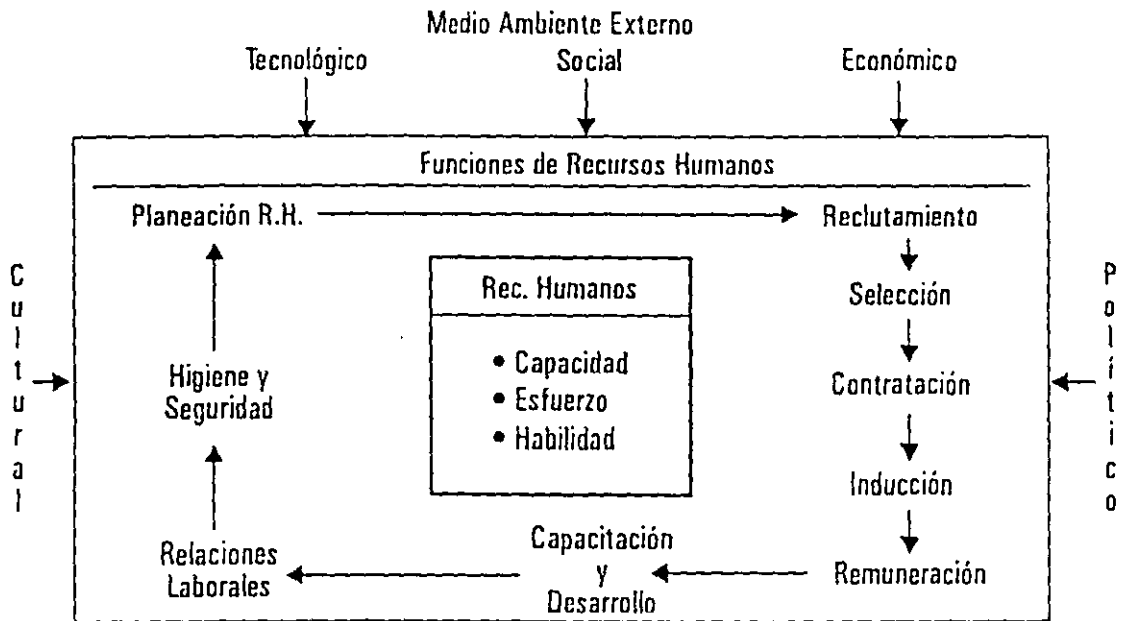 Medio Ambiente Externo
Tecnológico Social Económico
Funciones de Recursos Humanos
Planeación R.H. Reclutamiento
Rec. Humanos
Selección
• Capacidad
• Esfuerzo
• Habilidad
Higiene y
Seguridad
Contratación
Inducción
Relaciones
Laborales
Capacitación
y
Desarrollo
Remuneración
Cultural
Político